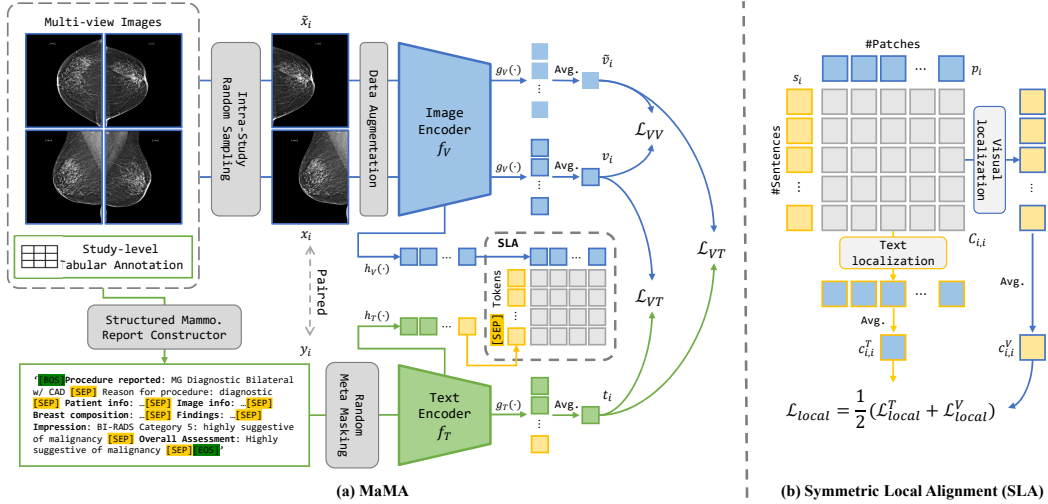 Multi-view Images
Study-level
Tabular Annotation
Structured Mammo.
Report Constructor
'[BOS]Procedure reported: MG Diagnostic Bilateral
w/ CAD [SEP] Reason for procedure: diagnostic
[SEP] Patient info: …[SEP] Image info: …[SEP]
Breast composition: …[SEP] Findings: …[SEP]
Impression: BI-RADS Category 5: highly suggestive
of malignancy [SEP] Overall Assessment: Highly
suggestive of malignancy [SEP][EOS]'
Intra-Study
Random Sampling
x̃ᵢ
xᵢ
Paired
yᵢ
Data Augmentation
Random
Meta Masking
Image
Encoder
f_V
Text
Encoder
f_T
g_V(·)
Avg.
ṽᵢ
g_V(·)
Avg.
vᵢ
h_V(·)
h_T(·)
SLA
[SEP] Tokens
g_T(·)
Avg.
tᵢ
ℒ_VV
ℒ_VT
ℒ_VT
(a) MaMA
#Patches
sᵢ
pᵢ
#Sentences
Visual
localization
C_{i,i}
Text
localization
Avg.
Avg.
c^T_{i,i}
c^V_{i,i}
ℒ_local = 1/2(ℒ^T_local + ℒ^V_local)
(b) Symmetric Local Alignment (SLA)